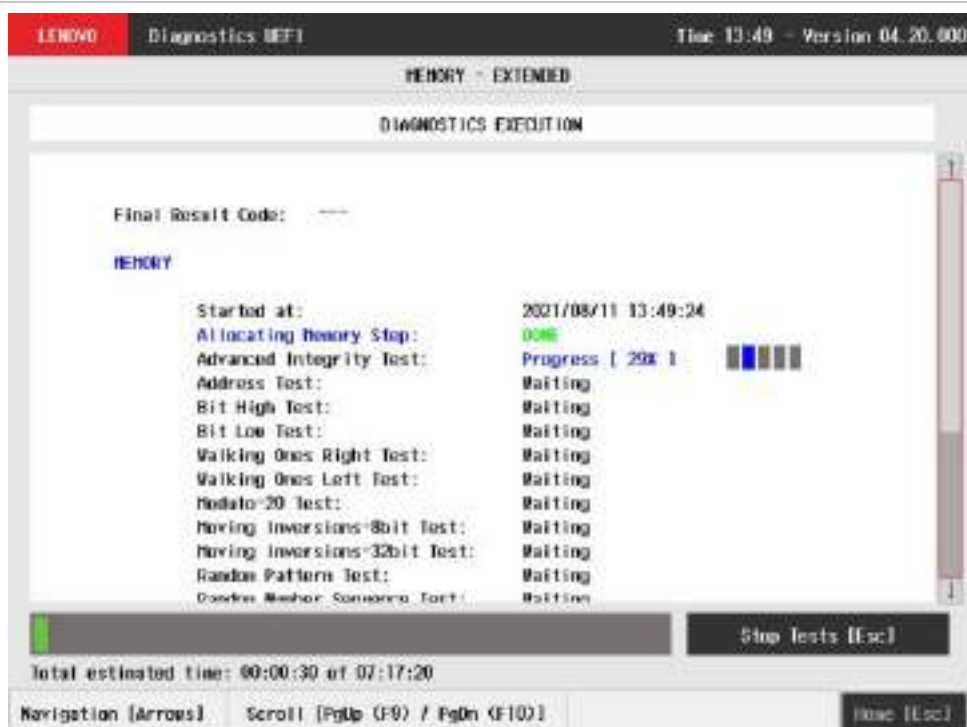 LENOVO Diagnostics UEFI Time 13:49 - Version 04.20.000
MEMORY - EXTENDED
DIAGNOSTICS EXECUTION
Final Result Code: ---
MEMORY
Started at: 2021/08/11 13:49:24
Allocating Memory Step: DONE
Advanced Integrity Test: Progress [ 29% ]
Address Test: Waiting
Bit High Test: Waiting
Bit Low Test: Waiting
Walking Ones Right Test: Waiting
Walking Ones Left Test: Waiting
Modulo-20 Test: Waiting
Moving Inversions-8bit Test: Waiting
Moving Inversions-32bit Test: Waiting
Random Pattern Test: Waiting
Random Number Sequence Test: Waiting
Stop Tests [Esc]
Total estimated time: 00:00:30 of 07:17:20
Navigation [Arrows] Scroll [PgUp (F9) / PgDn (F10)] Home [Esc]